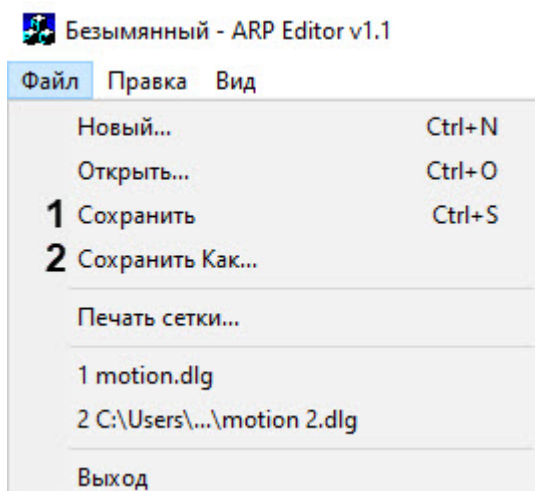 Безымянный - ARP Editor v1.1
Файл Правка Вид
Новый... Ctrl+N
Открыть... Ctrl+O
1 Сохранить Ctrl+S
2 Сохранить Как...
Печать сетки...
1 motion.dlg
2 C:\Users\...\motion 2.dlg
Выход